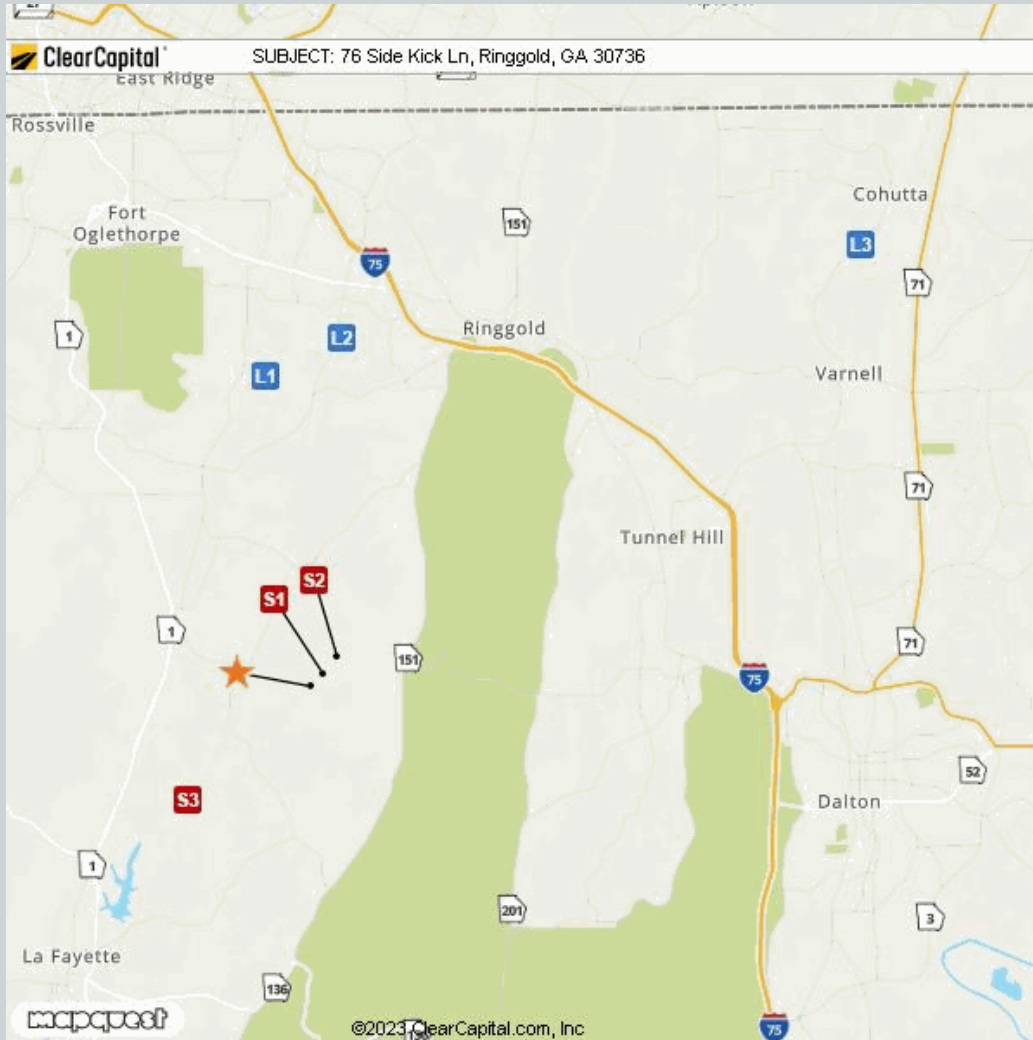 27
ClearCapital
SUBJECT: 76 Side Kick Ln, Ringgold, GA 30736
East Ridge
Rossville
Cohutta
Fort
Oglethorpe
151
L3
75
71
1
L2
Ringgold
L1
Varnell
71
Tunnel Hill
S2
S1
1
71
151
75
52
S3
Dalton
1
201
3
La Fayette
136
mapquest
©2023 ClearCapital.com, Inc
136
75